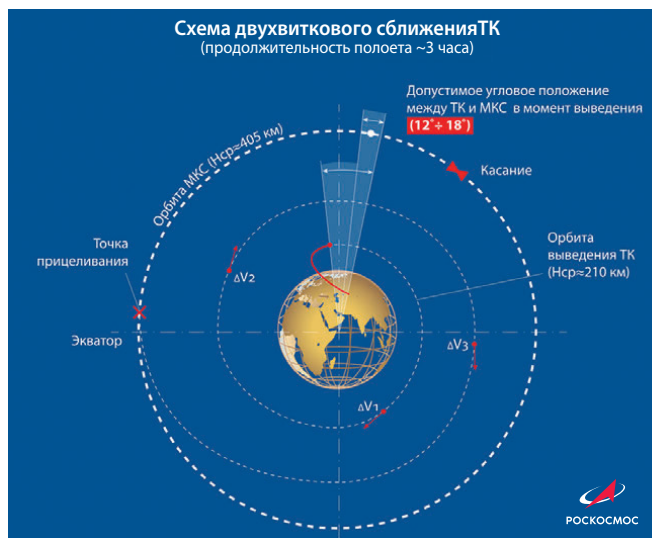 Схема двухвиткового сближенияТК
(продолжительность полоета ~3 часа)
Допустимое угловое положение
между ТК и МКС в момент выведения
(12°÷ 18°)
Орбита МКС (Нср≈405 км)
Касание
Точка
прицеливания
Орбита
выведения ТК
(Нср≈210 км)
ΔV2
Экватор
ΔV3
ΔV1
РОСКОСМОС